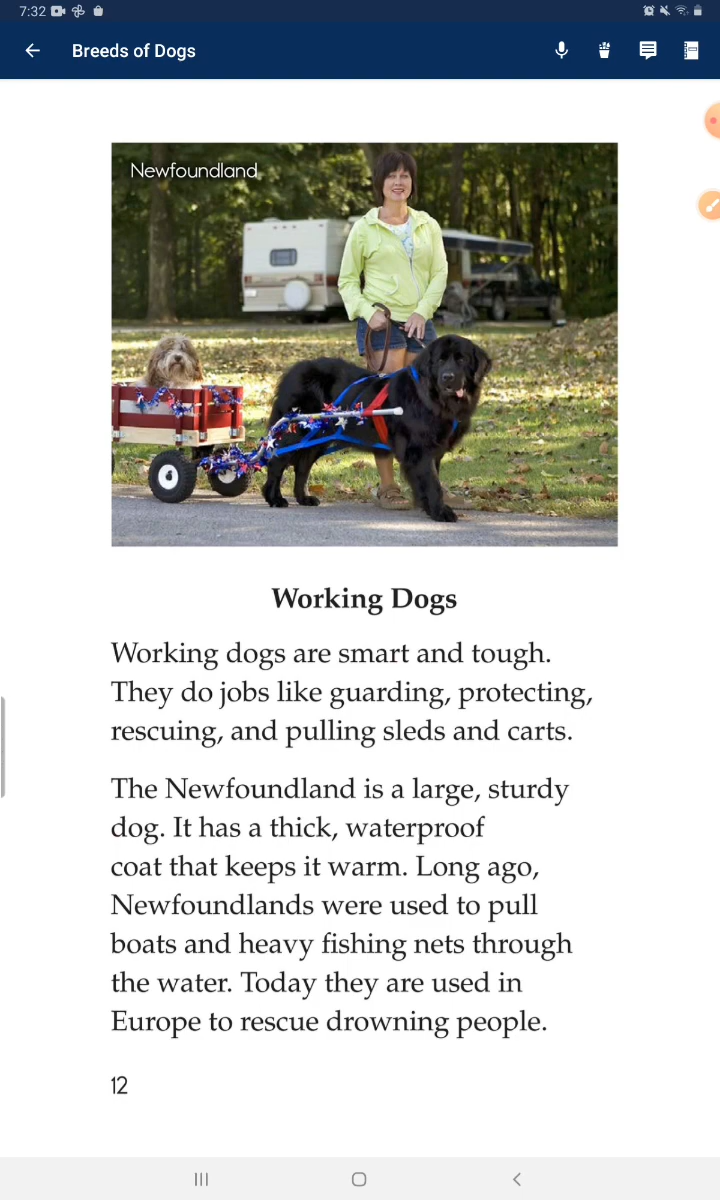 7:32
Breeds of Dogs
Newfoundland
Working Dogs
Working dogs are smart and tough.
They do jobs like guarding, protecting,
rescuing, and pulling sleds and carts.
The Newfoundland is a large, sturdy
dog. It has a thick, waterproof
coat that keeps it warm. Long ago,
Newfoundlands were used to pull
boats and heavy fishing nets through
the water. Today they are used in
Europe to rescue drowning people.
12